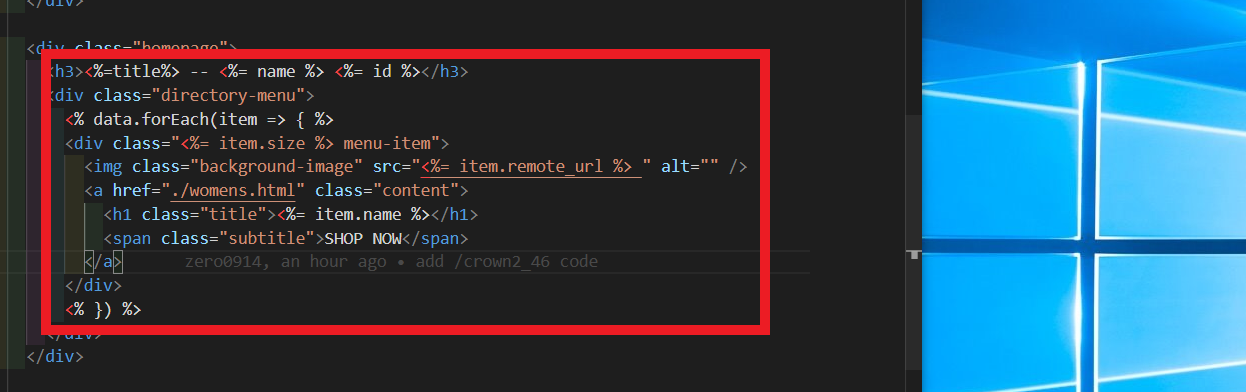 </div>
<div class="homepage">
<h3><%=title%> -- <%= name %> <%= id %></h3>
<div class="directory-menu">
<% data.forEach(item => { %>
<div class="<%= item.size %> menu-item">
<img class="background-image" src="<%= item.remote_url %> " alt="" />
<a href="./womens.html" class="content">
<h1 class="title"><%= item.name %></h1>
<span class="subtitle">SHOP NOW</span>
</a> zero0914, an hour ago • add /crown2_46 code
</div>
<% }) %>
</div>
</div>